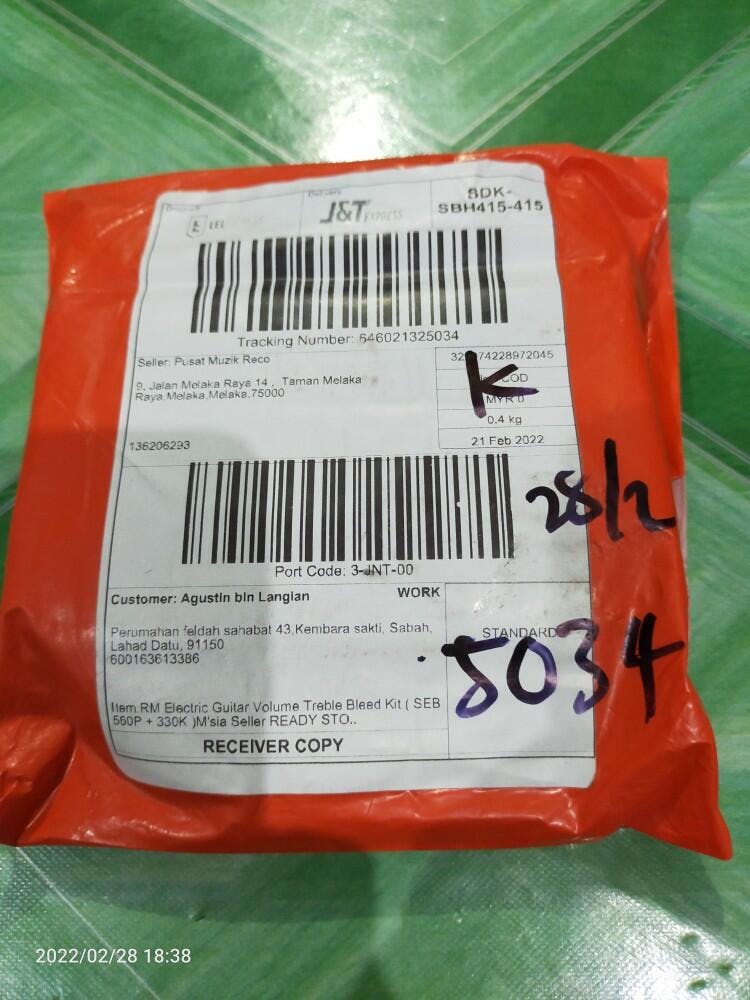 J&T EXPRESS
SDK-
SBH415-415
LEL
Tracking Number: 646021325034
Seller: Pusat Muzik Reco
9, Jalan Melaka Raya 14 , Taman Melaka
Raya,Melaka,Melaka,75000
136206293
K
COD
MYR 0
0.4 kg
21 Feb 2022
28/2
Port Code: 3-JNT-00
Customer: Agustin bin Langian
WORK
Perumahan feldah sahabat 43,Kembara sakti, Sabah,
Lahad Datu, 91150
600163613386
STANDARD
5034
Item RM Electric Guitar Volume Treble Bleed Kit ( SEB
560P + 330K )M'sia Seller READY STO..
RECEIVER COPY
2022/02/28 18:38